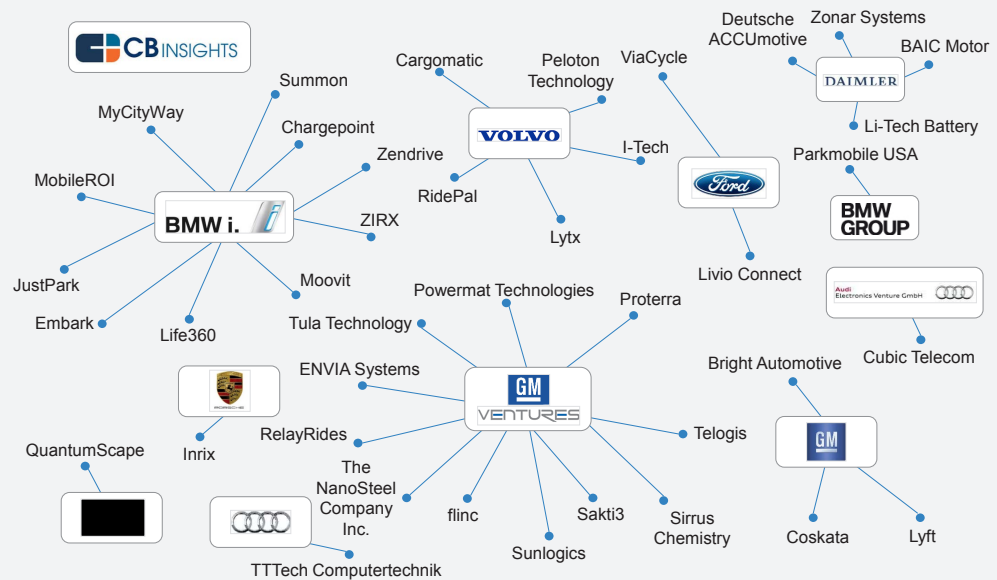 CB INSIGHTS
Summon
MyCityWay
Chargepoint
Zendrive
MobileROI
BMW i.
ZIRX
JustPark
Moovit
Embark
Life360
Cargomatic
Peloton
Technology
VOLVO
I-Tech
RidePal
Lytx
ViaCycle
Ford
Livio Connect
Deutsche
ACCUmotive
Zonar Systems
BAIC Motor
DAIMLER
Li-Tech Battery
Parkmobile USA
BMW
GROUP
Audi
Electronics Venture GmbH
Cubic Telecom
Powermat Technologies
Proterra
Tula Technology
ENVIA Systems
GM
VENTURES
RelayRides
Telogis
The
NanoSteel
Company
Inc.
flinc
Sunlogics
Sakti3
Sirrus
Chemistry
Bright Automotive
GM
Coskata
Lyft
PORSCHE
Inrix
QuantumScape
TTTech Computertechnik